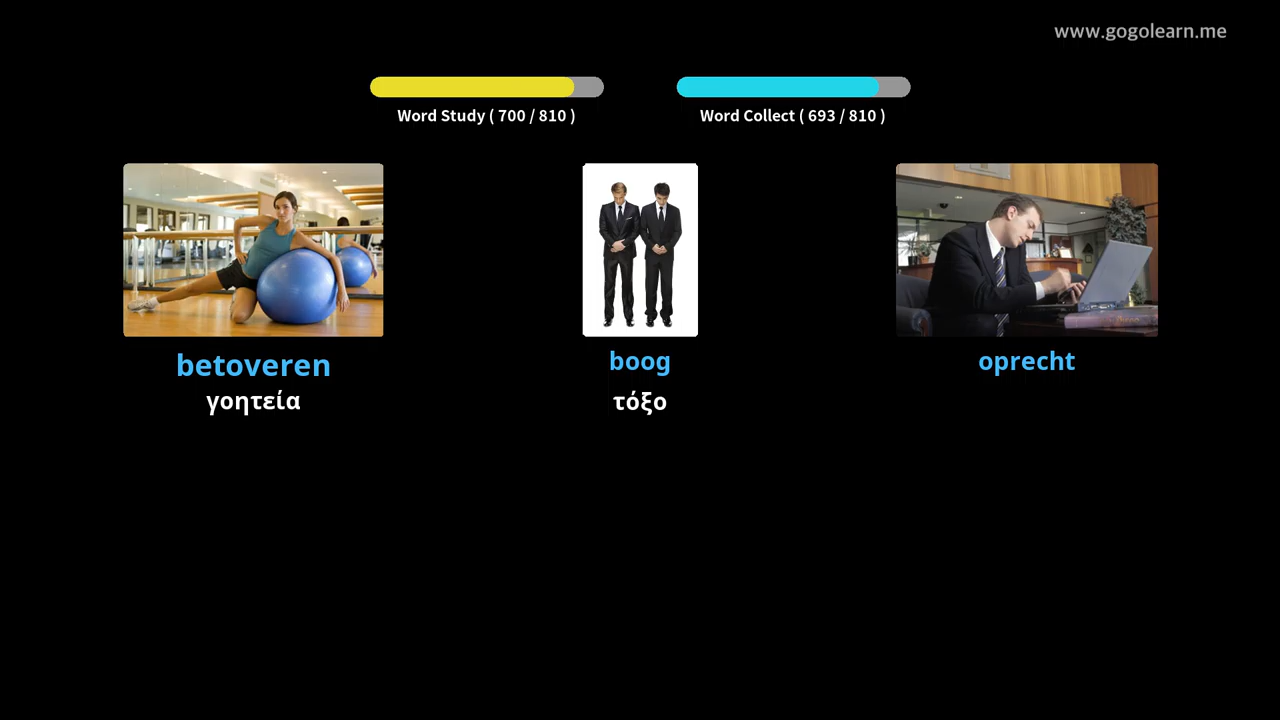 www.gogolearn.me
Word Study ( 700 / 810 )
Word Collect ( 693 / 810 )
betoveren
boog
oprecht
γοητεία
τόξο